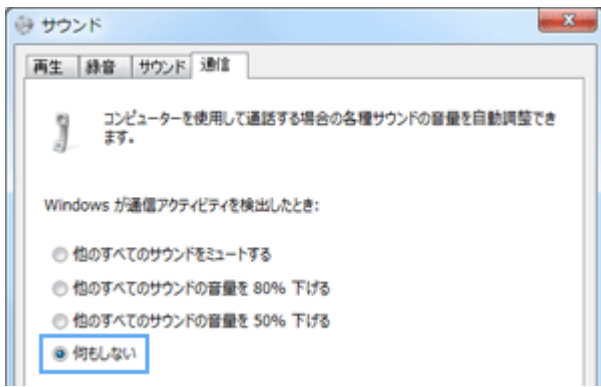 サウンド
再生 録音 サウンド 通信
コンピューターを使用して通話する場合の各種サウンドの音量を自動調整でき
ます。
Windows が通信アクティビティを検出したとき:
他のすべてのサウンドをミュートする
他のすべてのサウンドの音量を 80% 下げる
他のすべてのサウンドの音量を 50% 下げる
何もしない